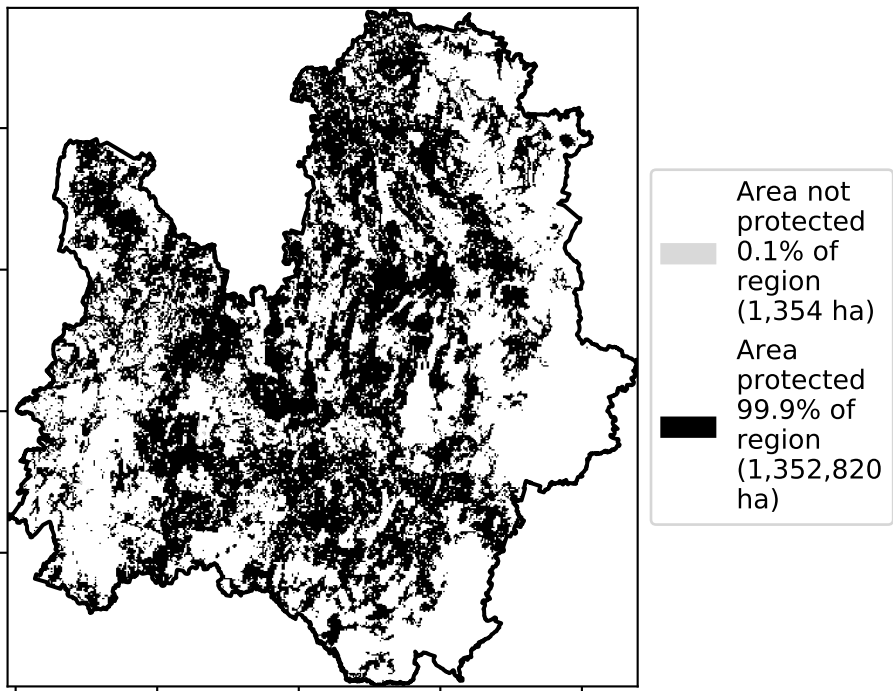 Area not
protected
0.1% of
region
(1,354 ha)
Area
protected
99.9% of
region
(1,352,820
ha)